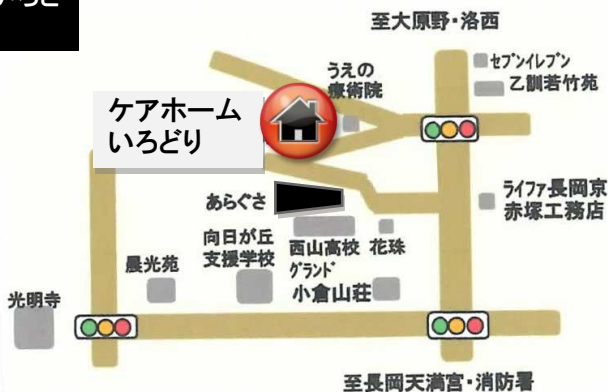 至大原野・洛西
セブンイレブン
乙訓若竹苑
うえの
療術院
ケアホーム
いろどり
ライファ長岡京
赤塚工務店
あらぐさ
向日が丘
支援学校
西山高校
グランド
花珠
晨光苑
小倉山荘
光明寺
至長岡天満宮・消防署